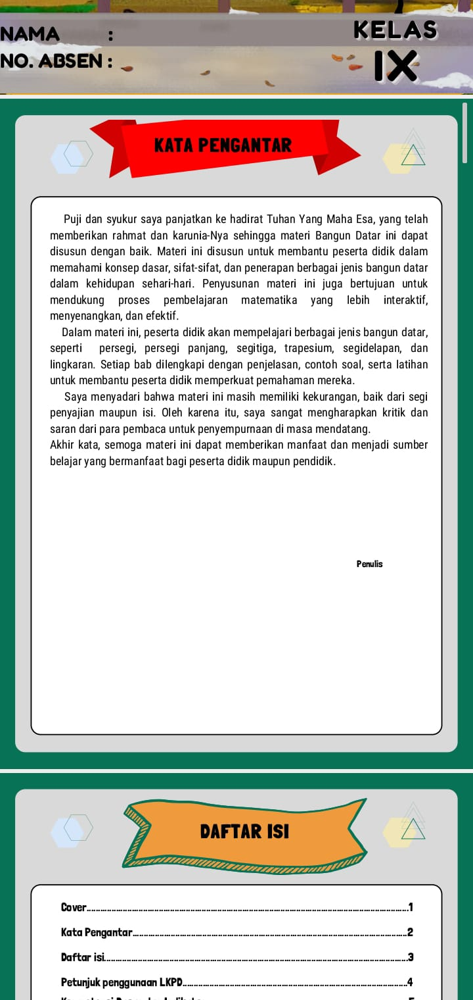 NAMA :
KELAS
NO. ABSEN :
IX
KATA PENGANTAR
Puji dan syukur saya panjatkan ke hadirat Tuhan Yang Maha Esa, yang telah
memberikan rahmat dan karunia-Nya sehingga materi Bangun Datar ini dapat
disusun dengan baik. Materi ini disusun untuk membantu peserta didik dalam
memahami konsep dasar, sifat-sifat, dan penerapan berbagai jenis bangun datar
dalam kehidupan sehari-hari. Penyusunan materi ini juga bertujuan untuk
mendukung proses pembelajaran matematika yang lebih interaktif,
menyenangkan, dan efektif.
Dalam materi ini, peserta didik akan mempelajari berbagai jenis bangun datar,
seperti persegi, persegi panjang, segitiga, trapesium, segidelapan, dan
lingkaran. Setiap bab dilengkapi dengan penjelasan, contoh soal, serta latihan
untuk membantu peserta didik memperkuat pemahaman mereka.
Saya menyadari bahwa materi ini masih memiliki kekurangan, baik dari segi
penyajian maupun isi. Oleh karena itu, saya sangat mengharapkan kritik dan
saran dari para pembaca untuk penyempurnaan di masa mendatang.
Akhir kata, semoga materi ini dapat memberikan manfaat dan menjadi sumber
belajar yang bermanfaat bagi peserta didik maupun pendidik.
Penulis
DAFTAR ISI
Cover..........1
Kata Pengantar..........2
Daftar isi..........3
Petunjuk penggunaan LKPD..........4